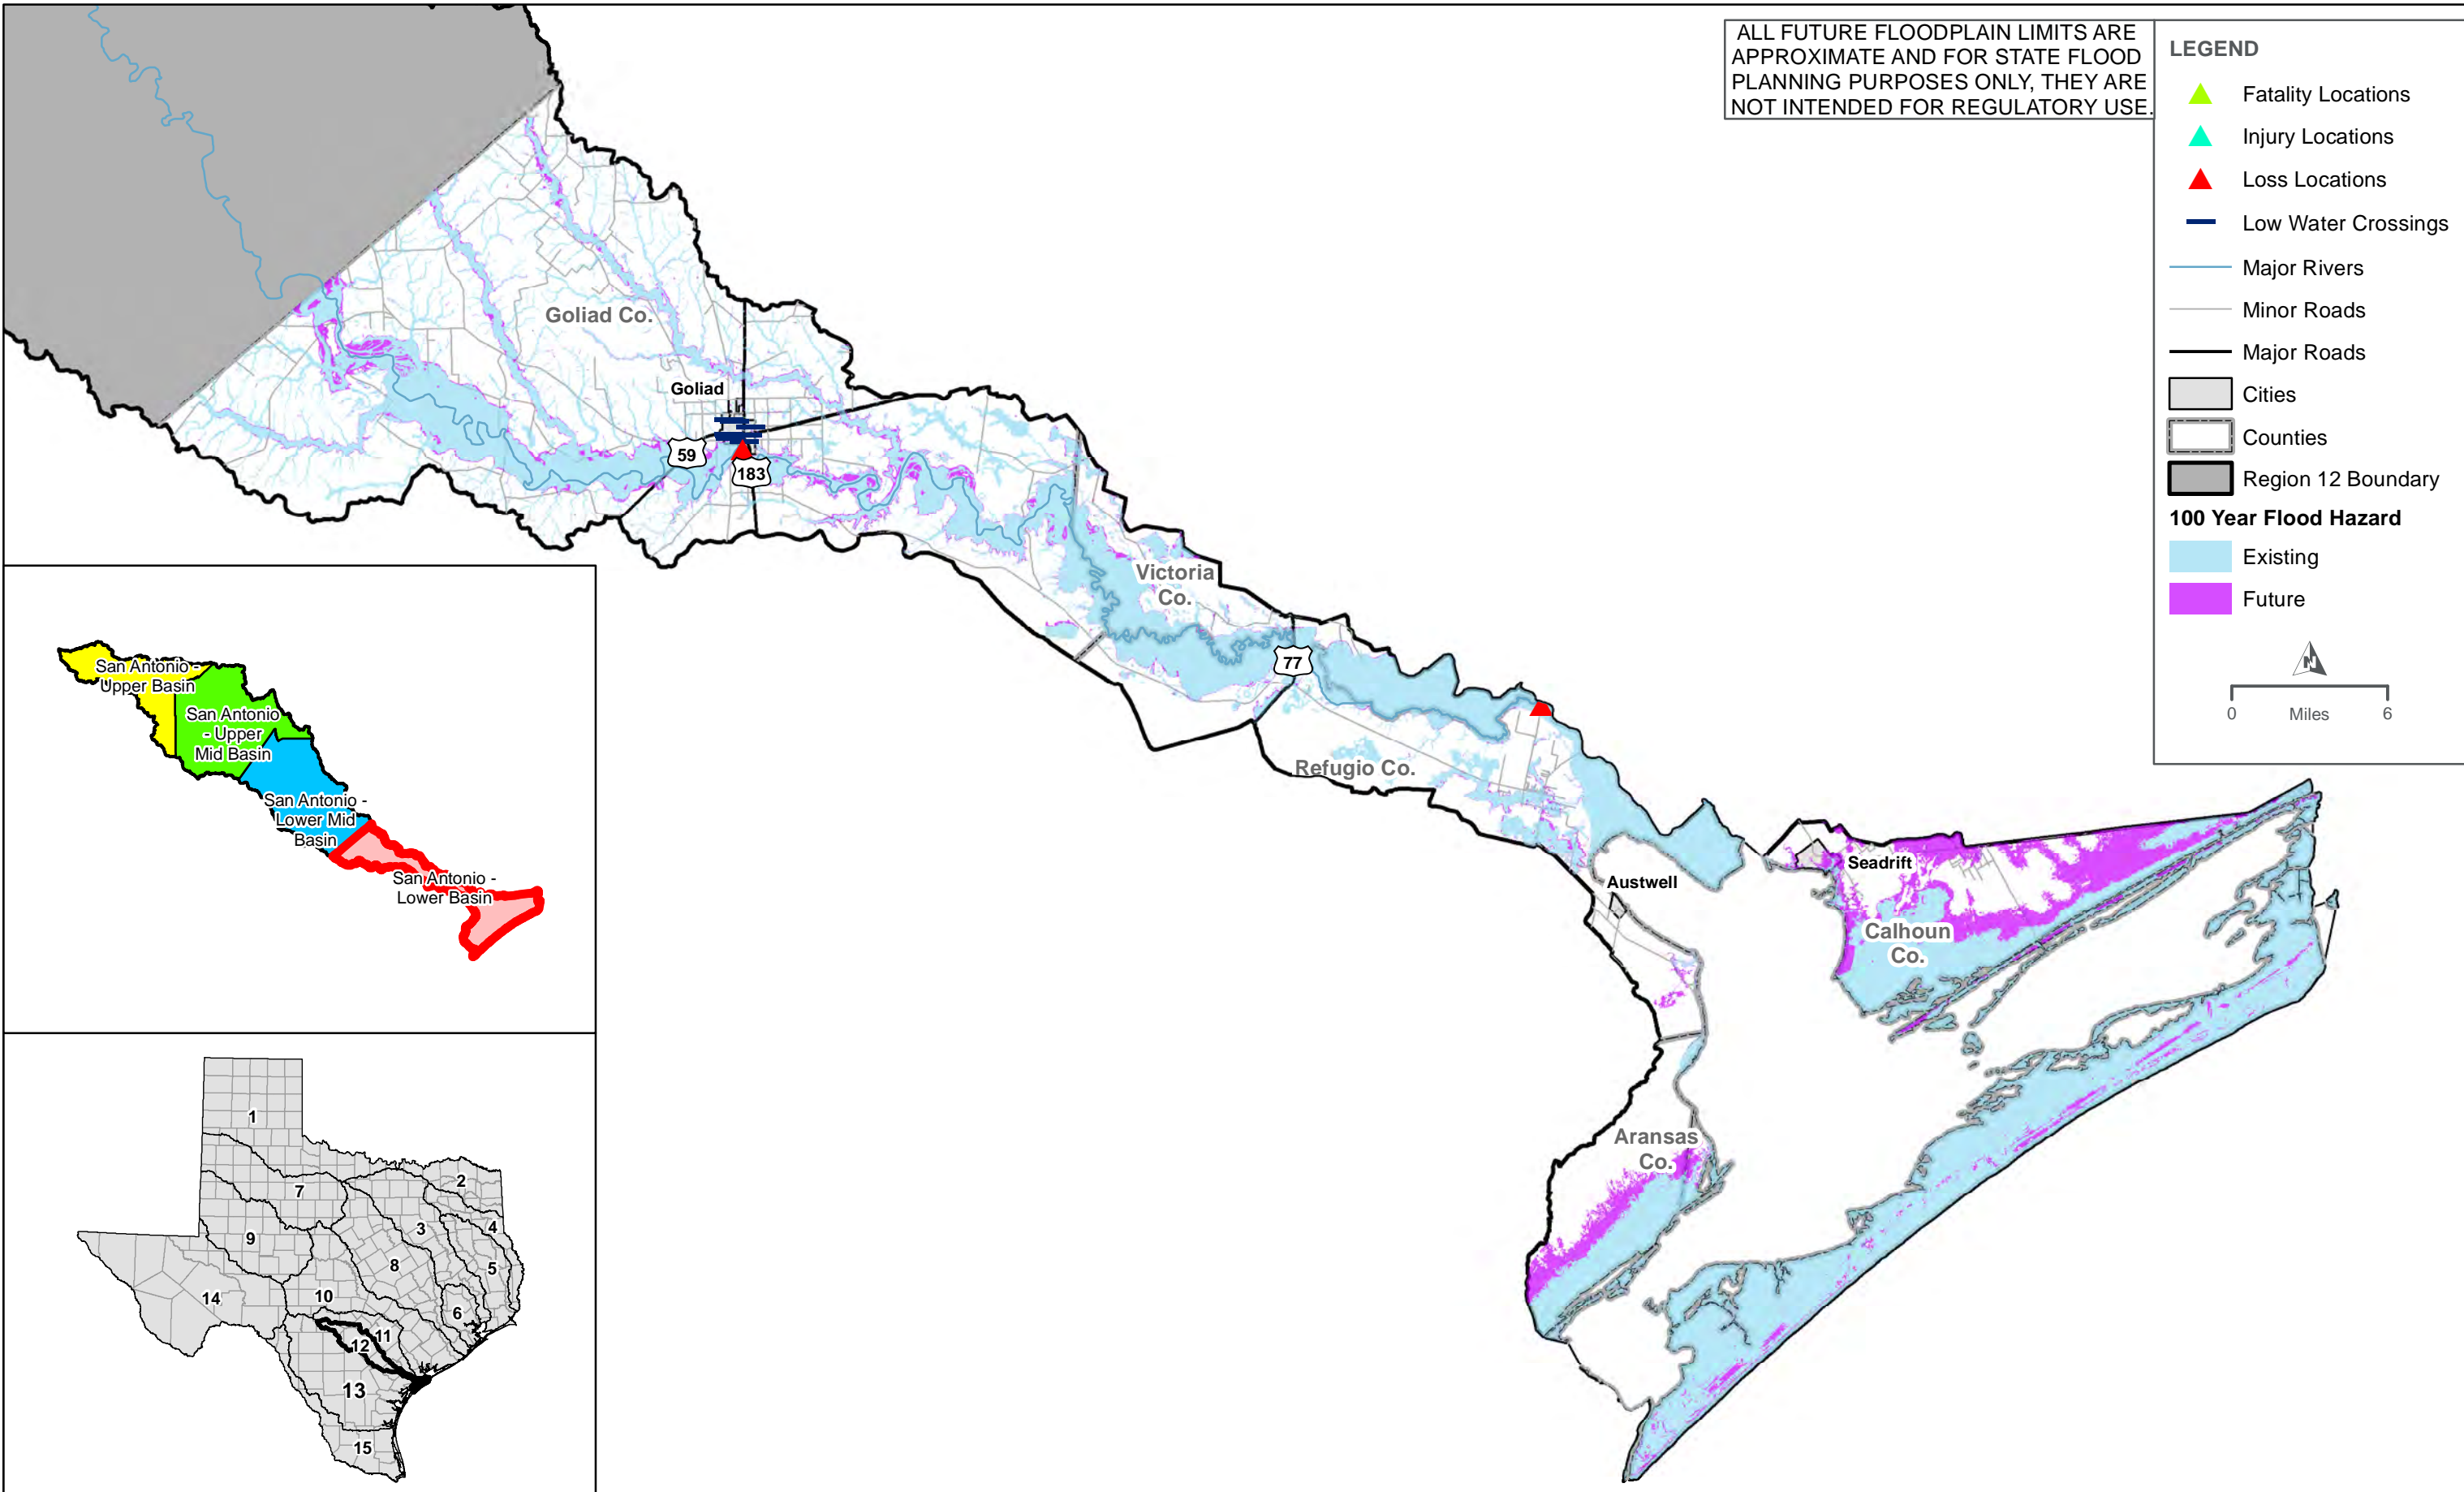 ALL FUTURE FLOODPLAIN LIMITS ARE
APPROXIMATE AND FOR STATE FLOOD
PLANNING PURPOSES ONLY, THEY ARE
NOT INTENDED FOR REGULATORY USE.
LEGEND
Fatality Locations
Injury Locations
Loss Locations
Low Water Crossings
Major Rivers
Minor Roads
Major Roads
Cities
Counties
Region 12 Boundary
100 Year Flood Hazard
Existing
Future
N
0 Miles 6
Goliad Co.
Goliad
59
183
Victoria
Co.
77
Refugio Co.
Austwell
Seadrift
Calhoun
Co.
Aransas
Co.
San Antonio -
Upper Basin
San Antonio
- Upper
Mid Basin
San Antonio -
Lower Mid
Basin
San Antonio -
Lower Basin
1
2
7
3
4
9
8
5
14
10
6
11
12
13
15